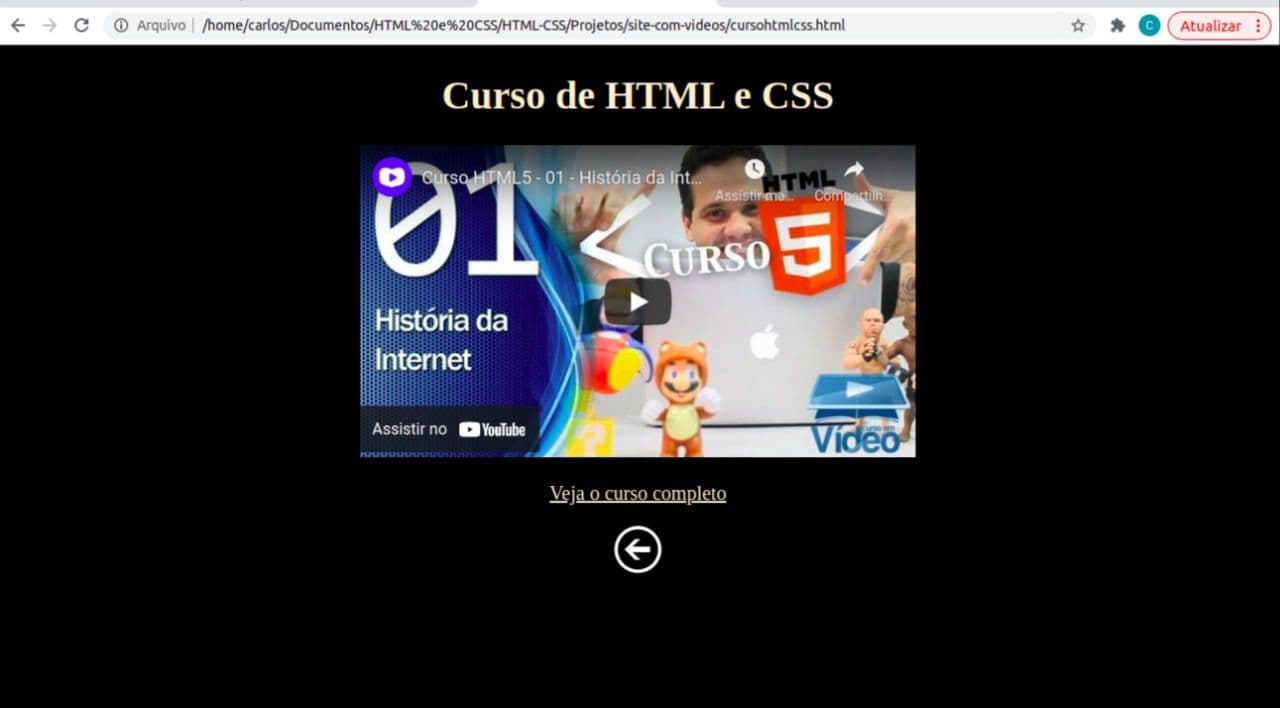 Arquivo | /home/carlos/Documentos/HTML%20e%20CSS/HTML-CSS/Projetos/site-com-videos/cursohtmlcss.html
C
Atualizar
Curso de HTML e CSS
Curso HTML5 - 01 - História da Int...
Assistir ma...
Compartilh...
01
HTML
5
<CURSO
História da
Internet
Assistir no YouTube
curso em
Vídeo
Veja o curso completo